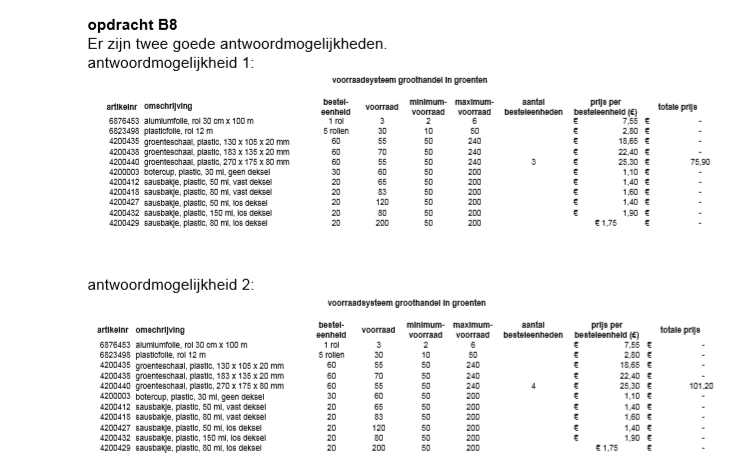 opdracht B8
Er zijn twee goede antwoordmogelijkheden.
antwoordmogelijkheid 1:
voorraadsysteem groothandel in groenten
artikelnr omschrijving bestel-eenheid voorraad minimum-voorraad maximum-voorraad aantal besteleenheden prijs per besteleenheid (€) totale prijs
6876453 alumiumfolie, rol 30 cm x 100 m 1 rol 3 2 6 € 7,55 € -
6823498 plasticfolie, rol 12 m 5 rollen 30 10 50 € 2,80 € -
4200435 groenteschaal, plastic, 130 x 105 x 20 mm 60 55 50 240 € 18,65 € -
4200438 groenteschaal, plastic, 183 x 135 x 20 mm 60 70 50 240 € 22,40 € -
4200440 groenteschaal, plastic, 270 x 175 x 80 mm 60 55 50 240 3 € 25,30 € 75,90
4200003 botercup, plastic, 30 ml, geen deksel 30 60 50 200 € 1,10 € -
4200412 sausbakje, plastic, 50 ml, vast deksel 20 65 50 200 € 1,40 € -
4200418 sausbakje, plastic, 80 ml, vast deksel 20 83 50 200 € 1,60 € -
4200427 sausbakje, plastic, 50 ml, los deksel 20 120 50 200 € 1,40 € -
4200432 sausbakje, plastic, 150 ml, los deksel 20 80 50 200 € 1,90 € -
4200429 sausbakje, plastic, 80 ml, los deksel 20 200 50 200 € 1,75 € -
antwoordmogelijkheid 2:
voorraadsysteem groothandel in groenten
artikelnr omschrijving bestel-eenheid voorraad minimum-voorraad maximum-voorraad aantal besteleenheden prijs per besteleenheid (€) totale prijs
6876453 alumiumfolie, rol 30 cm x 100 m 1 rol 3 2 6 € 7,55 € -
6823498 plasticfolie, rol 12 m 5 rollen 30 10 50 € 2,80 € -
4200435 groenteschaal, plastic, 130 x 105 x 20 mm 60 55 50 240 € 18,65 € -
4200438 groenteschaal, plastic, 183 x 135 x 20 mm 60 70 50 240 € 22,40 € -
4200440 groenteschaal, plastic, 270 x 175 x 80 mm 60 55 50 240 4 € 25,30 € 101,20
4200003 botercup, plastic, 30 ml, geen deksel 30 60 50 200 € 1,10 € -
4200412 sausbakje, plastic, 50 ml, vast deksel 20 65 50 200 € 1,40 € -
4200418 sausbakje, plastic, 80 ml, vast deksel 20 83 50 200 € 1,60 € -
4200427 sausbakje, plastic, 50 ml, los deksel 20 120 50 200 € 1,40 € -
4200432 sausbakje, plastic, 150 ml, los deksel 20 80 50 200 € 1,90 € -
4200429 sausbakje, plastic, 80 ml, los deksel 20 200 50 200 € 1,75 € -